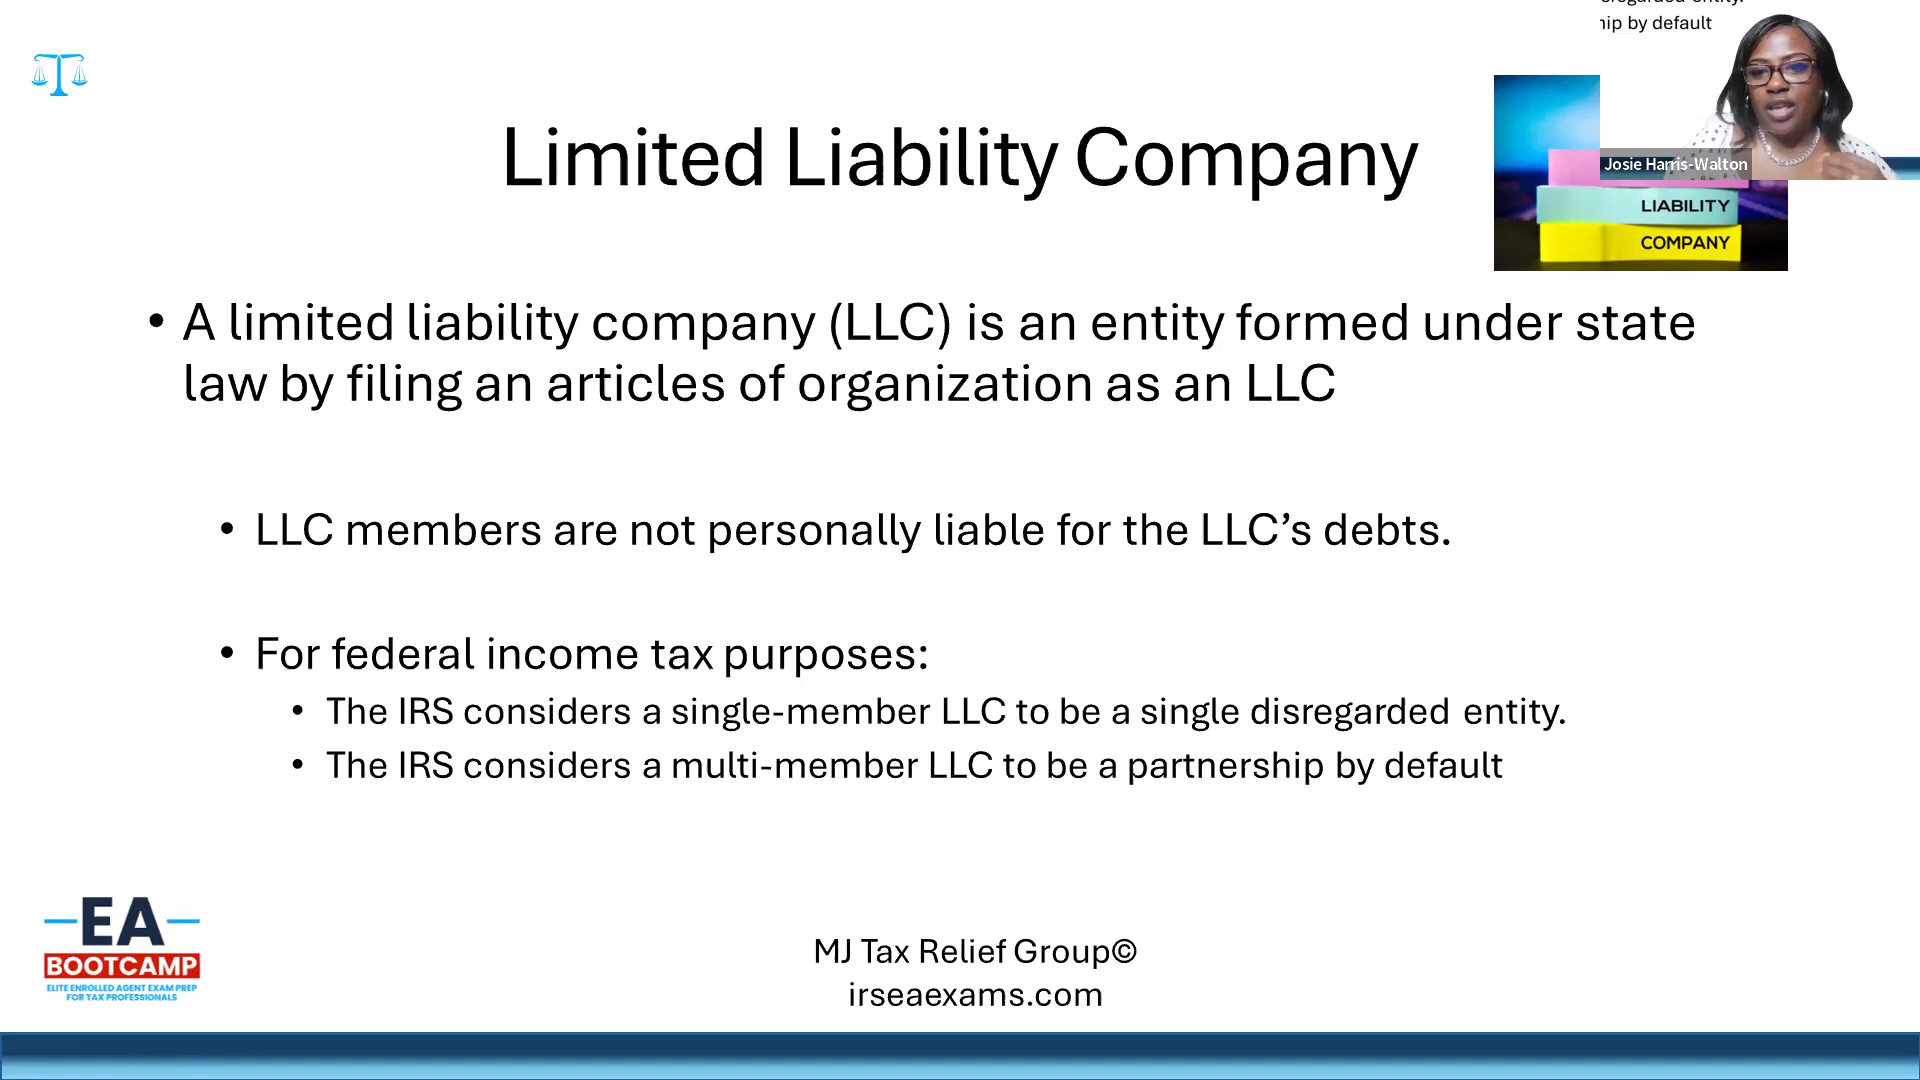 sregarded entity.
hip by default
Josie Harris-Walton
LIABILITY
COMPANY
Limited Liability Company
• A limited liability company (LLC) is an entity formed under state
law by filing an articles of organization as an LLC
• LLC members are not personally liable for the LLC’s debts.
• For federal income tax purposes:
• The IRS considers a single-member LLC to be a single disregarded entity.
• The IRS considers a multi-member LLC to be a partnership by default
EA
BOOTCAMP
ELITE ENROLLED AGENT EXAM PREP
FOR TAX PROFESSIONALS
MJ Tax Relief Group©
irseaexams.com